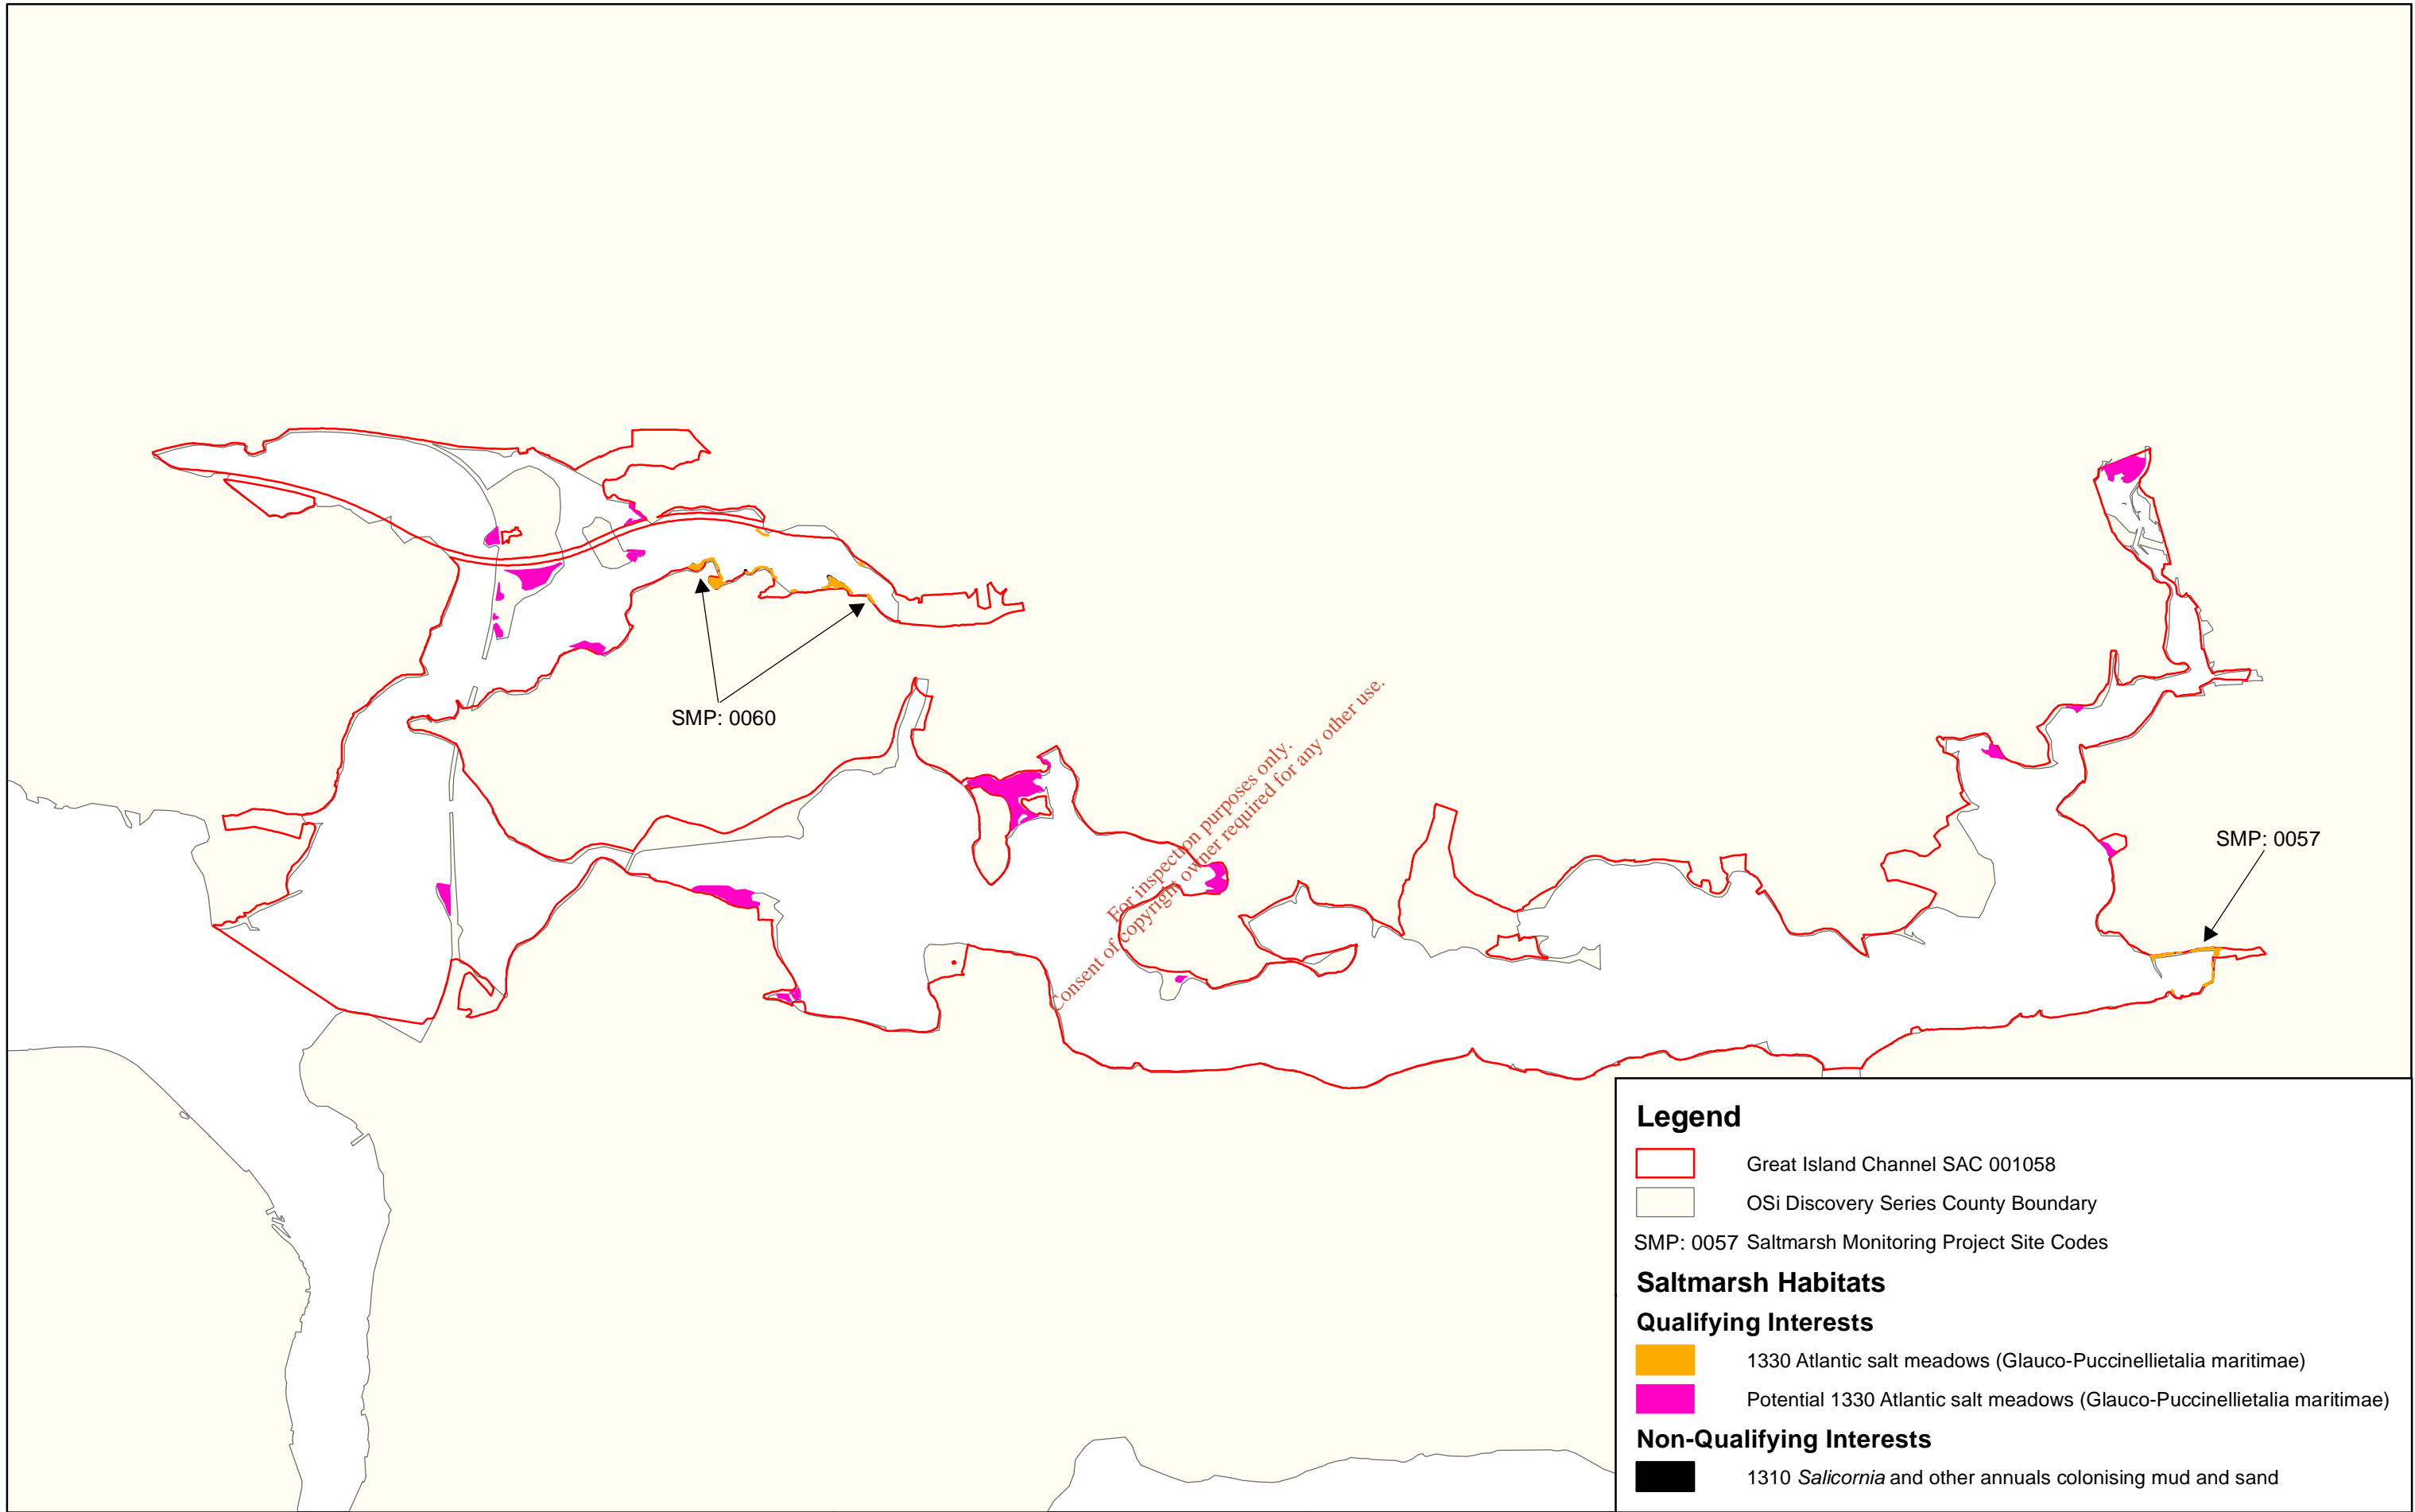 SMP: 0060
For inspection purposes only.
Consent of copyright owner required for any other use.
SMP: 0057
Legend
Great Island Channel SAC 001058
OSi Discovery Series County Boundary
SMP: 0057 Saltmarsh Monitoring Project Site Codes
Saltmarsh Habitats
Qualifying Interests
1330 Atlantic salt meadows (Glauco-Puccinellietalia maritimae)
Potential 1330 Atlantic salt meadows (Glauco-Puccinellietalia maritimae)
Non-Qualifying Interests
1310 Salicornia and other annuals colonising mud and sand